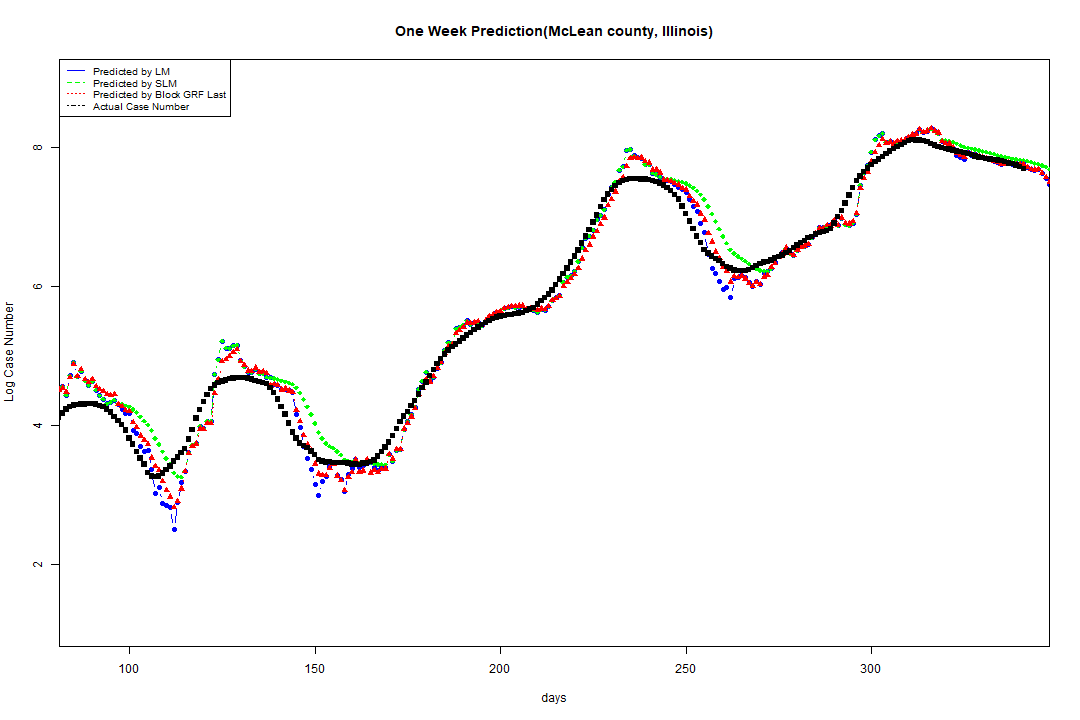 One Week Prediction(McLean county, Illinois)
Predicted by LM
Predicted by SLM
Predicted by Block GRF Last
Actual Case Number
8
6
4
2
Log Case Number
100 150 200 250 300
days